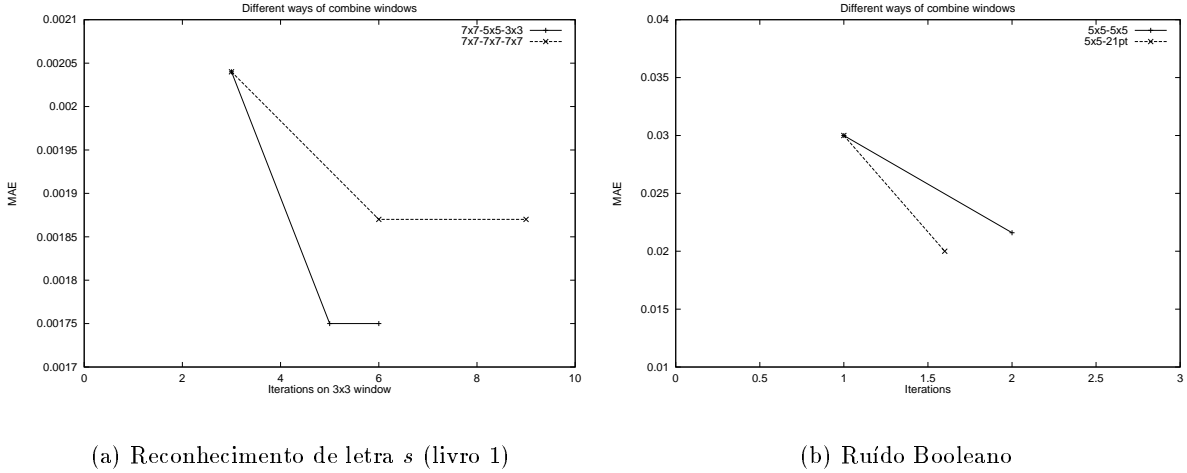 Different ways of combine windows
7x7-5x5-3x3
7x7-7x7-7x7
0.0021
0.00205
0.002
0.00195
0.0019
0.00185
0.0018
0.00175
0.0017
MAE
0 2 4 6 8 10
Iterations on 3x3 window
(a) Reconhecimento de letra s (livro 1)
Different ways of combine windows
5x5-5x5
5x5-21pt
0.04
0.035
0.03
0.025
0.02
0.015
0.01
MAE
0 0.5 1 1.5 2 2.5 3
Iterations
(b) Ruído Booleano